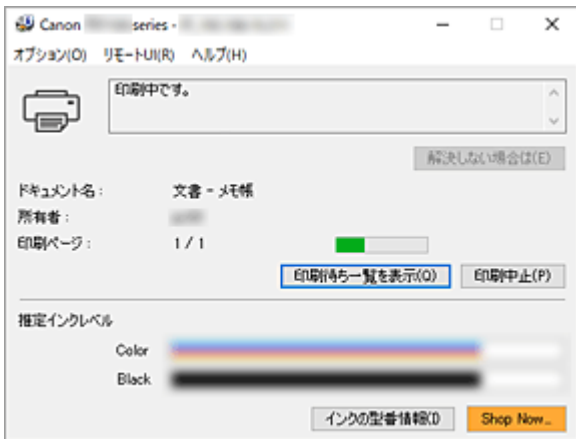 Canon series -
オプション(O) リモートUI(R) ヘルプ(H)
印刷中です。
解決しない場合は(E)
ドキュメント名： 文書 - メモ帳
所有者：
印刷ページ： 1 / 1
印刷待ち一覧を表示(Q) 印刷中止(P)
推定インクレベル
Color
Black
インクの型番情報(I) Shop Now...